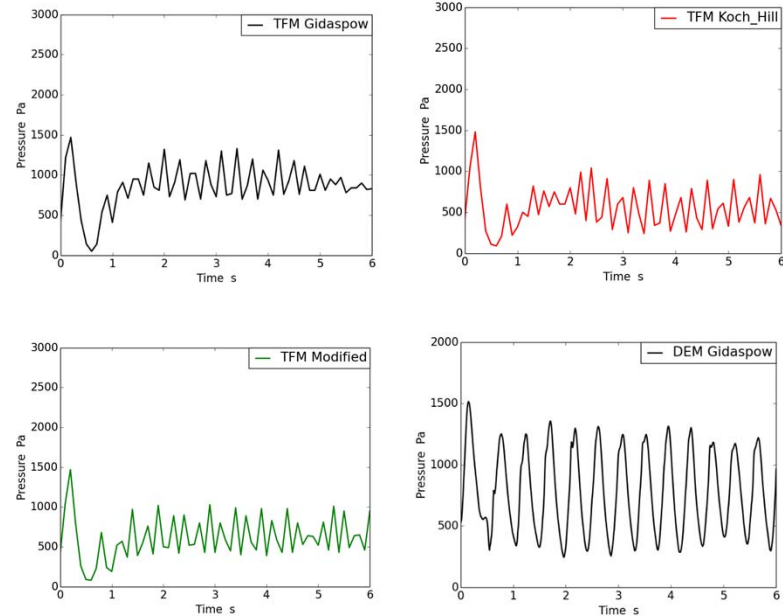 3000
2500
2000
1500
1000
500
0
Pressure Pa
TFM Gidaspow
0 1 2 3 4 5 6
Time s
3000
2500
2000
1500
1000
500
0
Pressure Pa
TFM Koch_Hill
0 1 2 3 4 5 6
Time s
3000
2500
2000
1500
1000
500
0
Pressure Pa
TFM Modified
0 1 2 3 4 5 6
Time s
2000
1500
1000
500
0
Pressure Pa
DEM Gidaspow
0 1 2 3 4 5 6
Time s